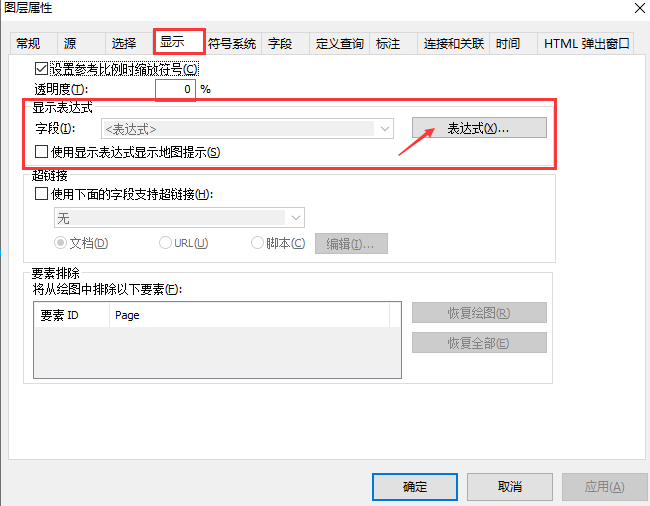 图层属性
常规 源 选择 显示 符号系统 字段 定义查询 标注 连接和关联 时间 HTML 弹出窗口
设置参考比例时缩放符号(C)
透明度(T): 0 %
显示表达式
字段(I): <表达式> 表达式(X)...
使用显示表达式显示地图提示(S)
超链接
使用下面的字段支持超链接(H):
无
文档(D) URL(U) 脚本(C) 编辑(I)...
要素排除
将从绘图中排除以下要素(F):
要素 ID Page
恢复绘图(R)
恢复全部(E)
确定 取消 应用(A)